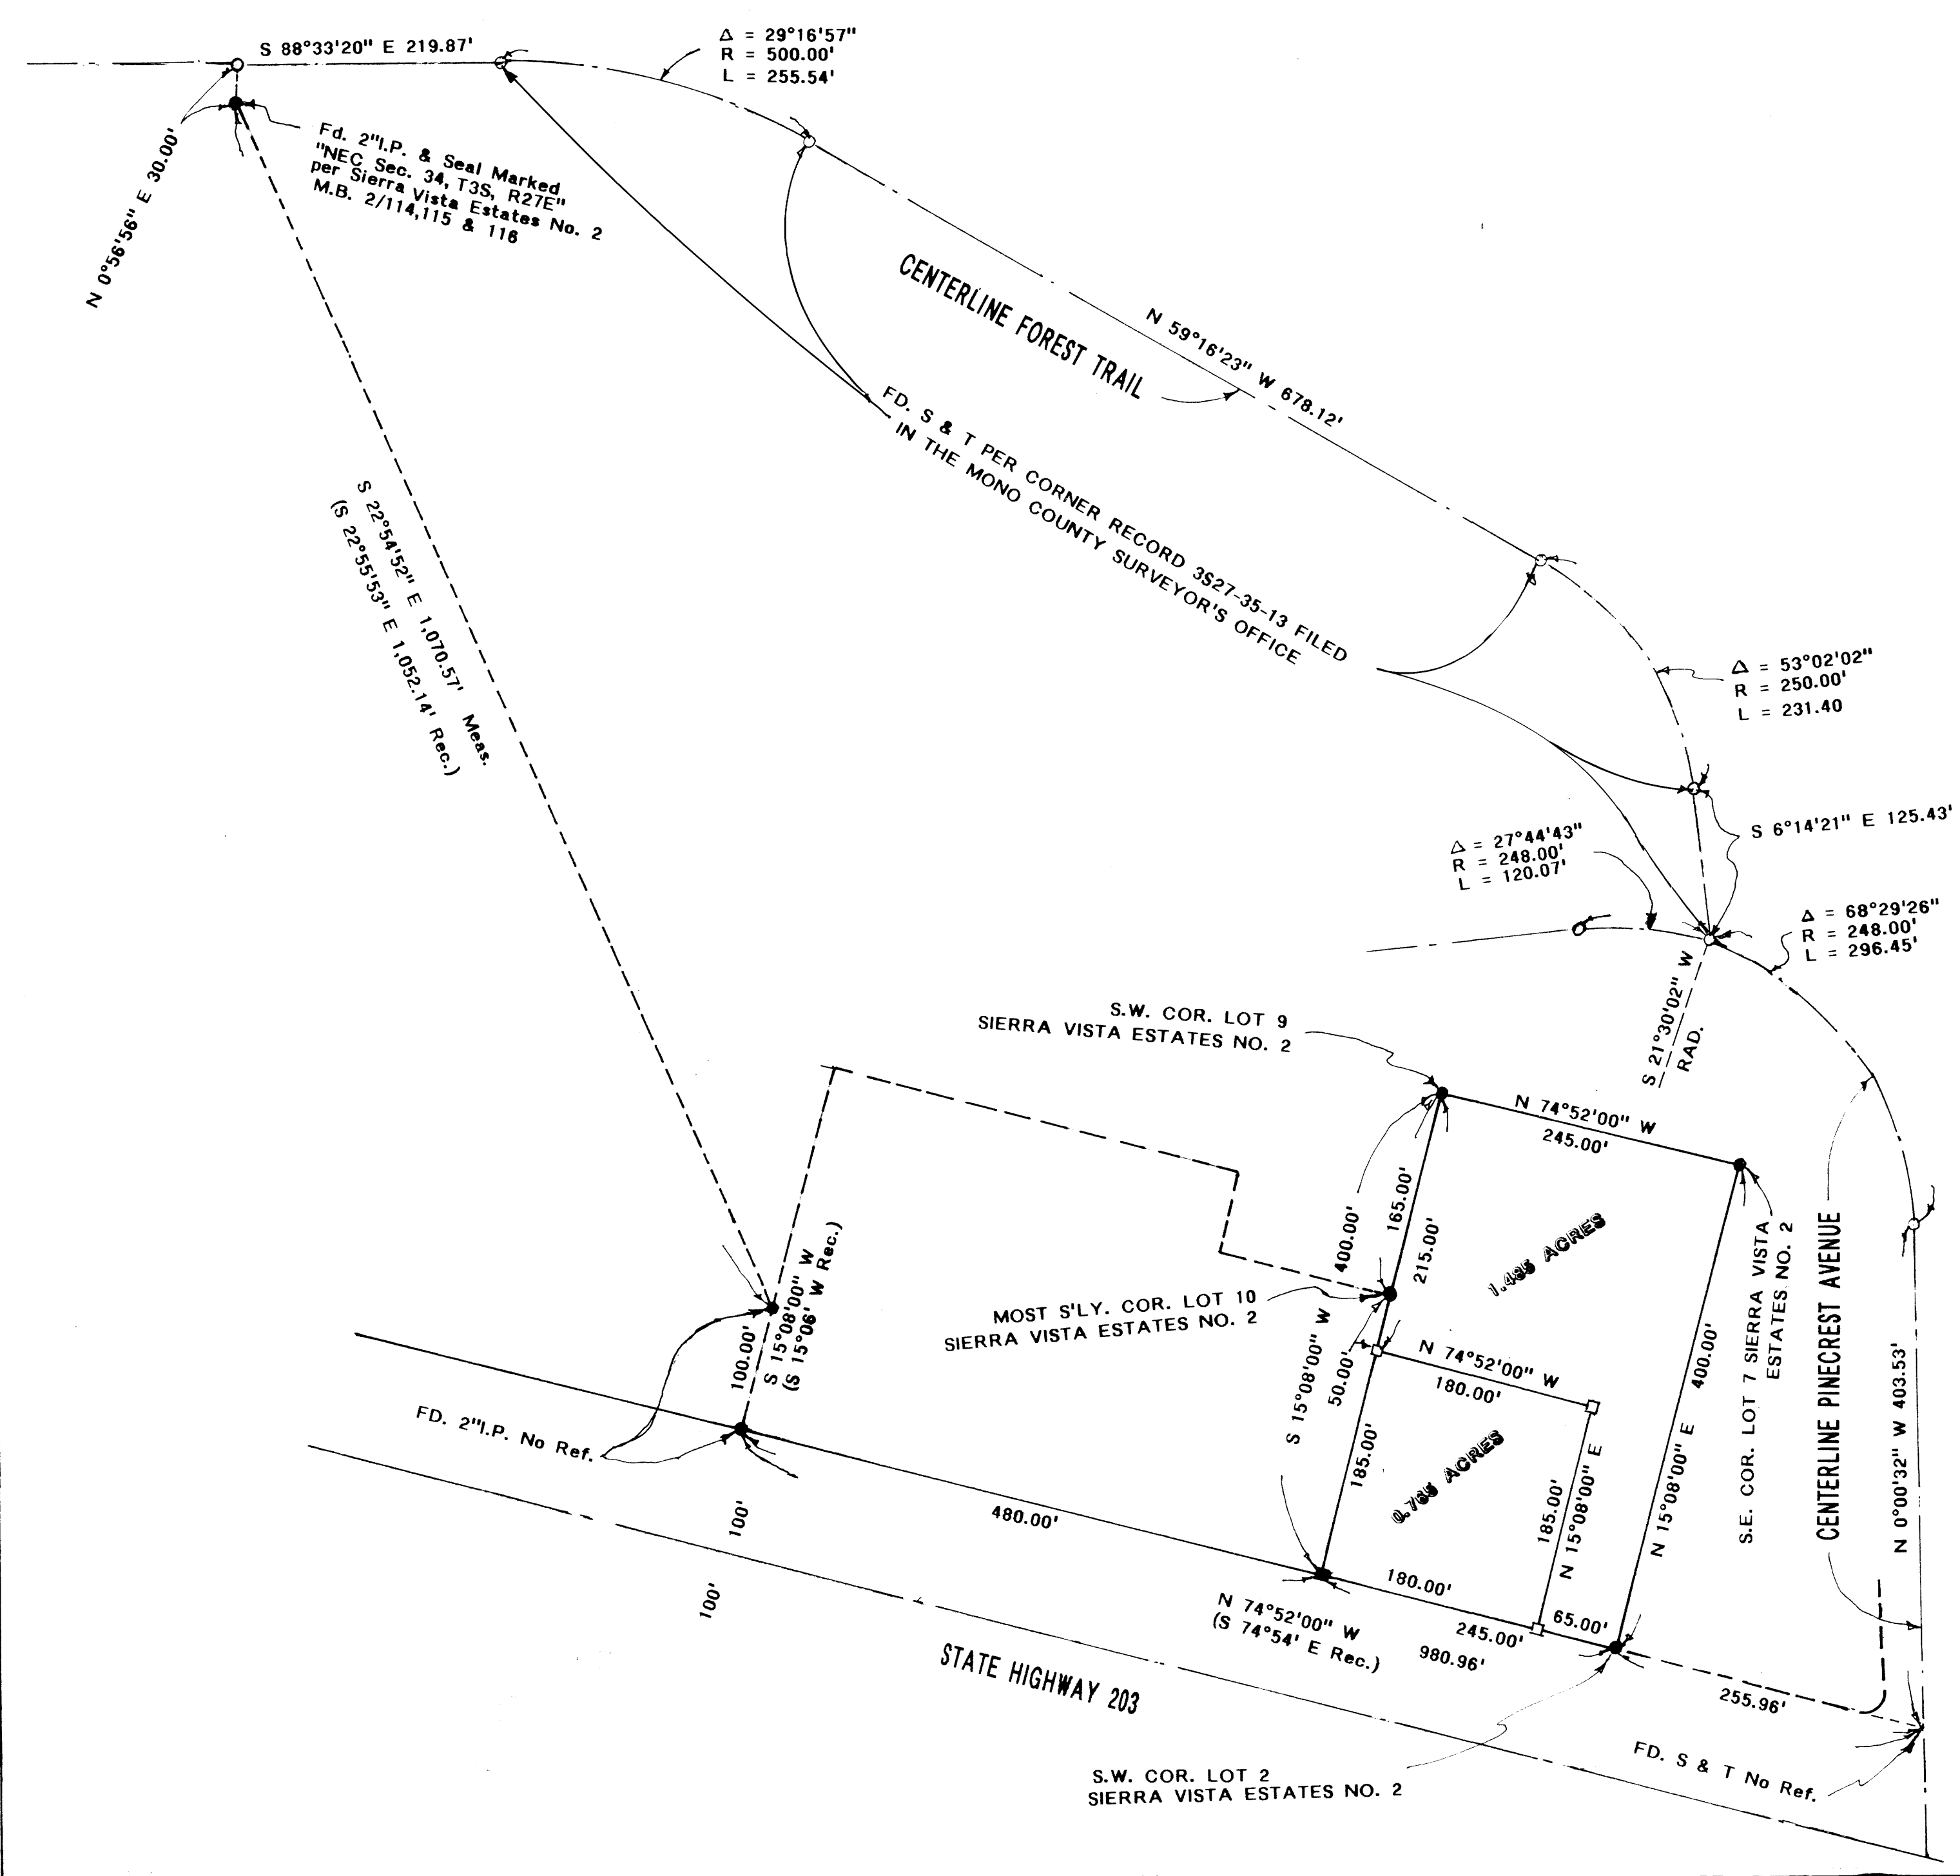 S 88°33'20" E 219.87'
Δ = 29°16'57"
R = 500.00'
L = 255.54'
N 0°56'56" E 30.00'
Fd. 2"I.P. & Seal Marked
"NEC Sec. 34, T3S, R27E"
per Sierra Vista Estates No. 2
M.B. 2/114,115 & 116
CENTERLINE FOREST TRAIL
N 59°16'23" W 678.12'
FD. S & T PER CORNER RECORD 3S27-35-13 FILED
IN THE MONO COUNTY SURVEYOR'S OFFICE
S 22°54'52" E 1,070.57' Meas.
(S 22°55'53" E 1,052.14' Rec.)
Δ = 53°02'02"
R = 250.00'
L = 231.40
S 6°14'21" E 125.43'
Δ = 27°44'43"
R = 248.00'
L = 120.07'
Δ = 68°29'26"
R = 248.00'
L = 296.45'
S 21°30'02" W
RAD.
S.W. COR. LOT 9
SIERRA VISTA ESTATES NO. 2
N 74°52'00" W
245.00'
165.00'
215.00'
400.00'
1.485 ACRES
S.E. COR. LOT 7 SIERRA VISTA
ESTATES NO. 2
CENTERLINE PINECREST AVENUE
N 0°00'32" W 403.53'
MOST S'LY. COR. LOT 10
SIERRA VISTA ESTATES NO. 2
S 15°08'00" W
50.00'
N 74°52'00" W
180.00'
400.00'
N 15°08'00" E
100.00'
S 15°08'00" W
(S 15°06' W Rec.)
FD. 2"I.P. No Ref.
185.00'
0.765 ACRES
185.00'
N 15°08'00" E
100'
480.00'
180.00'
65.00'
N 74°52'00" W
(S 74°54' E Rec.)
245.00'
980.96'
100'
STATE HIGHWAY 203
255.96'
FD. S & T No Ref.
S.W. COR. LOT 2
SIERRA VISTA ESTATES NO. 2